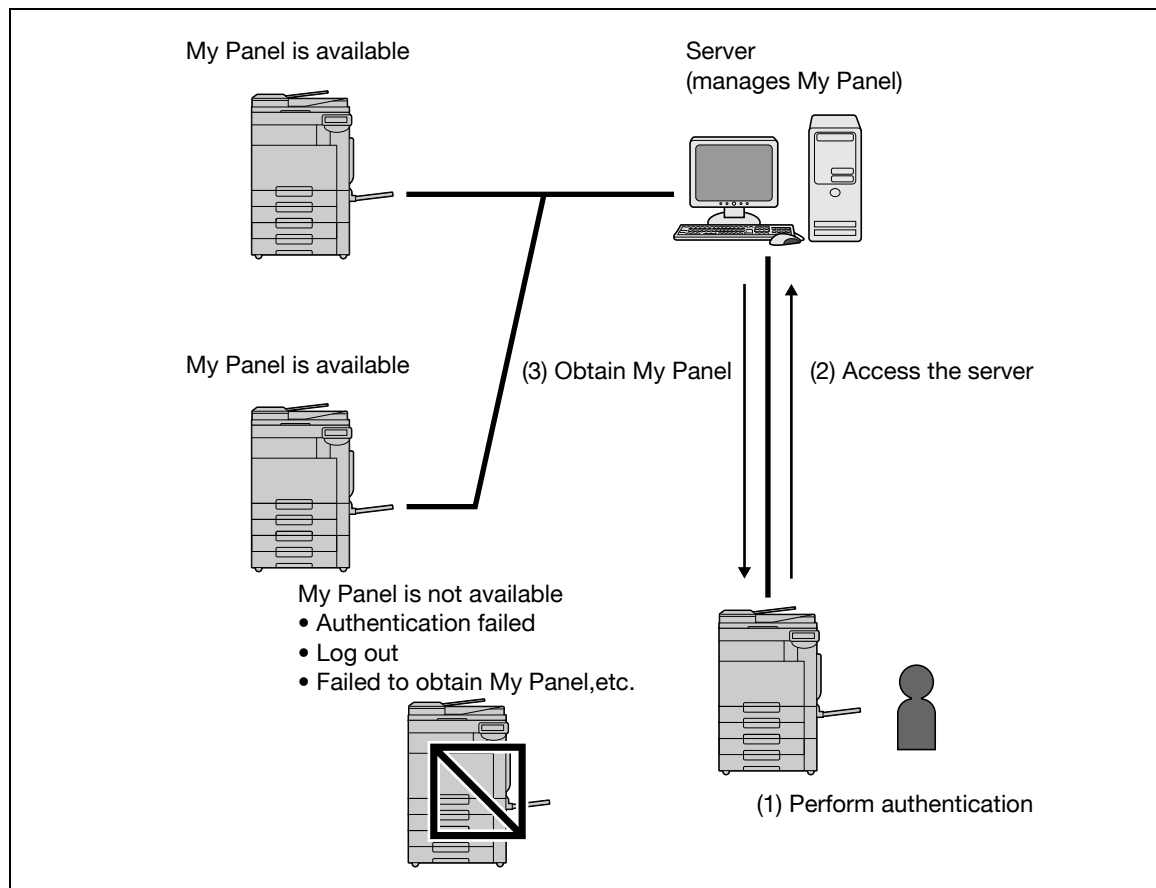 My Panel is available
Server
(manages My Panel)
My Panel is available
(3) Obtain My Panel
(2) Access the server
My Panel is not available
• Authentication failed
• Log out
• Failed to obtain My Panel,etc.
(1) Perform authentication